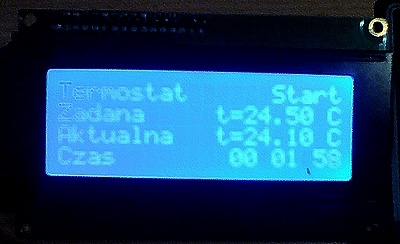 Termostat Start
Zadana t=24.50 C
Aktualna t=24.10 C
Czas 00 01 58